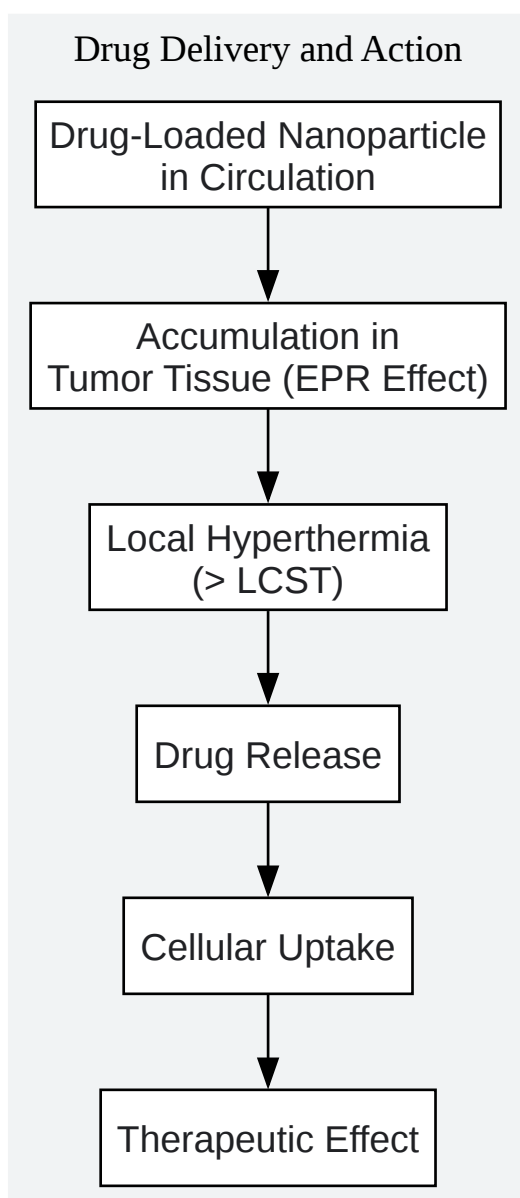 Drug Delivery and Action
Drug-Loaded Nanoparticle
in Circulation
Accumulation in
Tumor Tissue (EPR Effect)
Local Hyperthermia
(> LCST)
Drug Release
Cellular Uptake
Therapeutic Effect